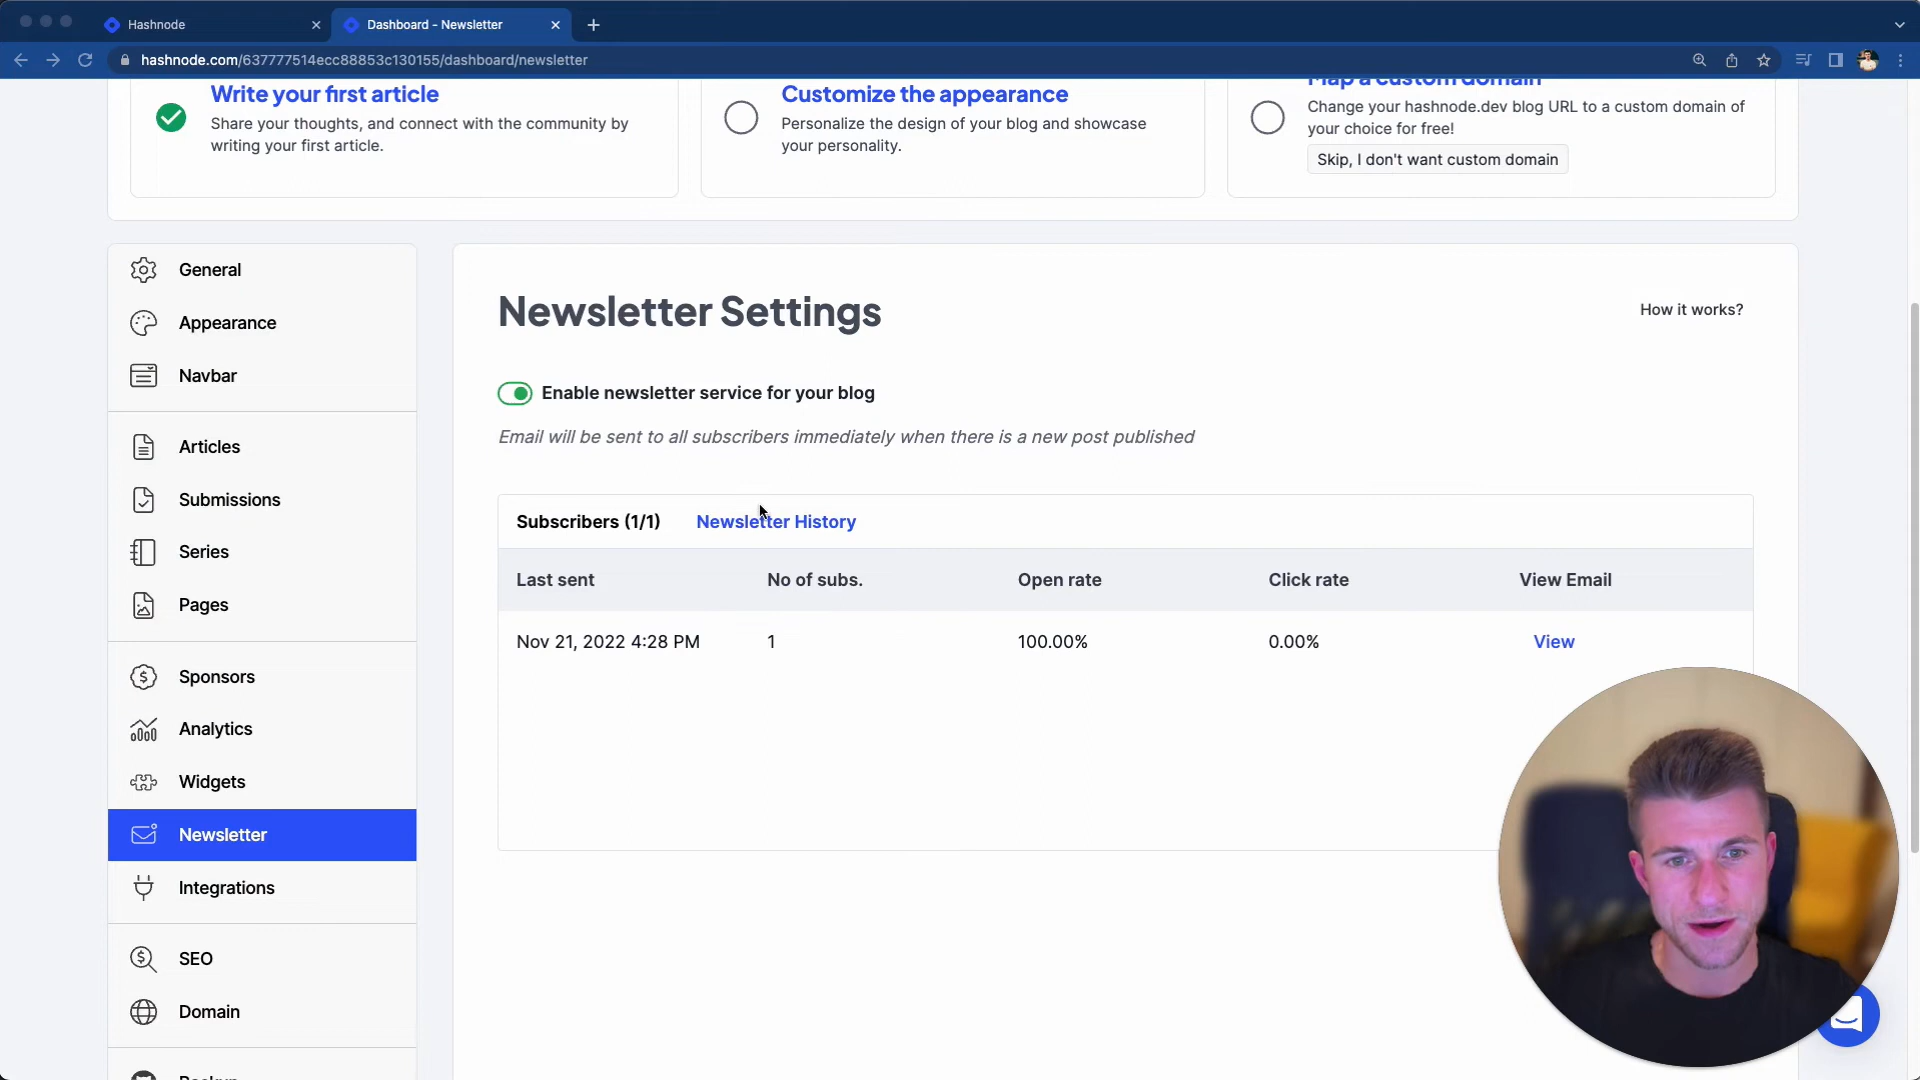 Hashnode
Dashboard - Newsletter
hashnode.com/637777514ecc88853c130155/dashboard/newsletter
Write your first article
Share your thoughts, and connect with the community by
writing your first article.
Customize the appearance
Personalize the design of your blog and showcase
your personality.
Map a custom domain
Change your hashnode.dev blog URL to a custom domain of
your choice for free!
Skip, I don't want custom domain
General
Appearance
Navbar
Articles
Submissions
Series
Pages
Sponsors
Analytics
Widgets
Newsletter
Integrations
SEO
Domain
Backup
Newsletter Settings
How it works?
Enable newsletter service for your blog
Email will be sent to all subscribers immediately when there is a new post published
Subscribers (1/1) Newsletter History
Last sent No of subs. Open rate Click rate View Email
Nov 21, 2022 4:28 PM 1 100.00% 0.00% View